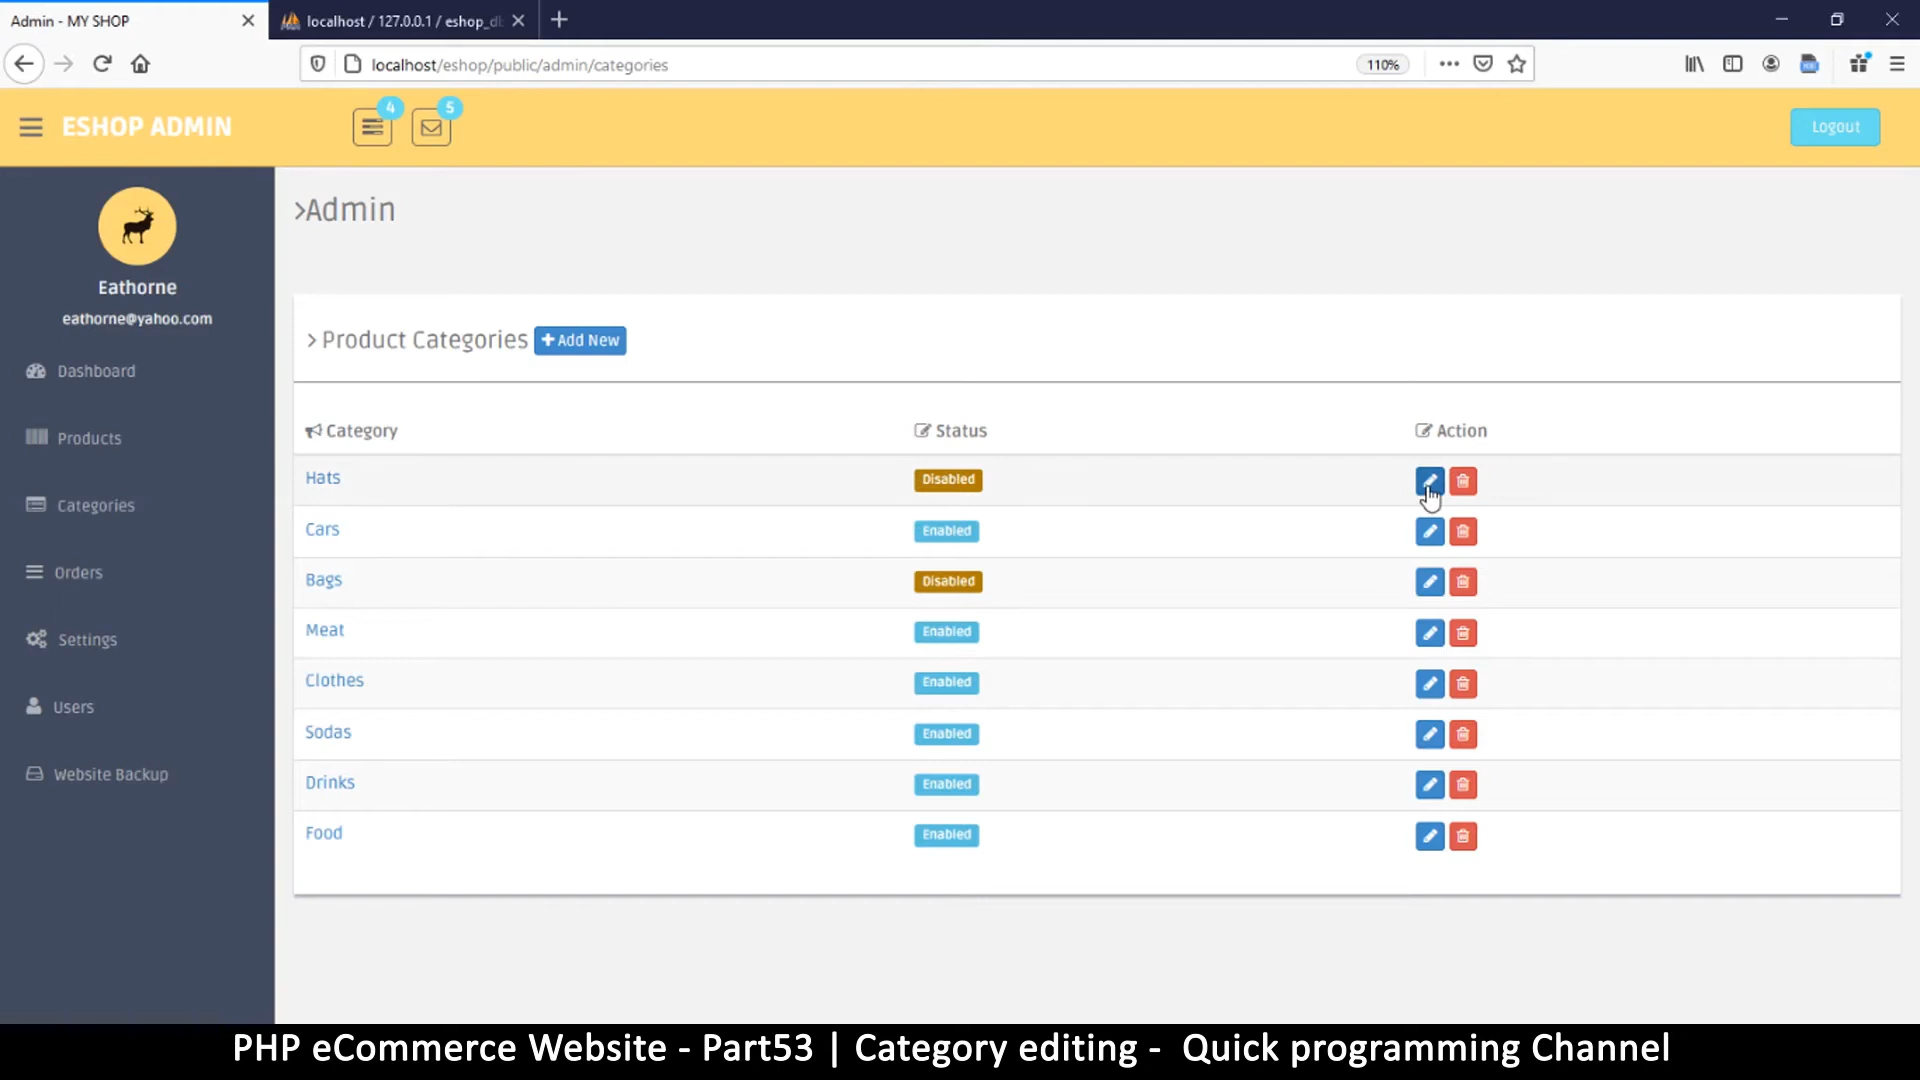 Admin - MY SHOP
localhost / 127.0.0.1 / eshop_d
localhost/eshop/public/admin/categories
110%
ESHOP ADMIN
4
5
Logout
>Admin
Eathorne
eathorne@yahoo.com
Dashboard
Products
Categories
Orders
Settings
Users
Website Backup
> Product Categories
+ Add New
Category Status Action
Hats Disabled
Cars Enabled
Bags Disabled
Meat Enabled
Clothes Enabled
Sodas Enabled
Drinks Enabled
Food Enabled
PHP eCommerce Website - Part53 | Category editing - Quick programming Channel